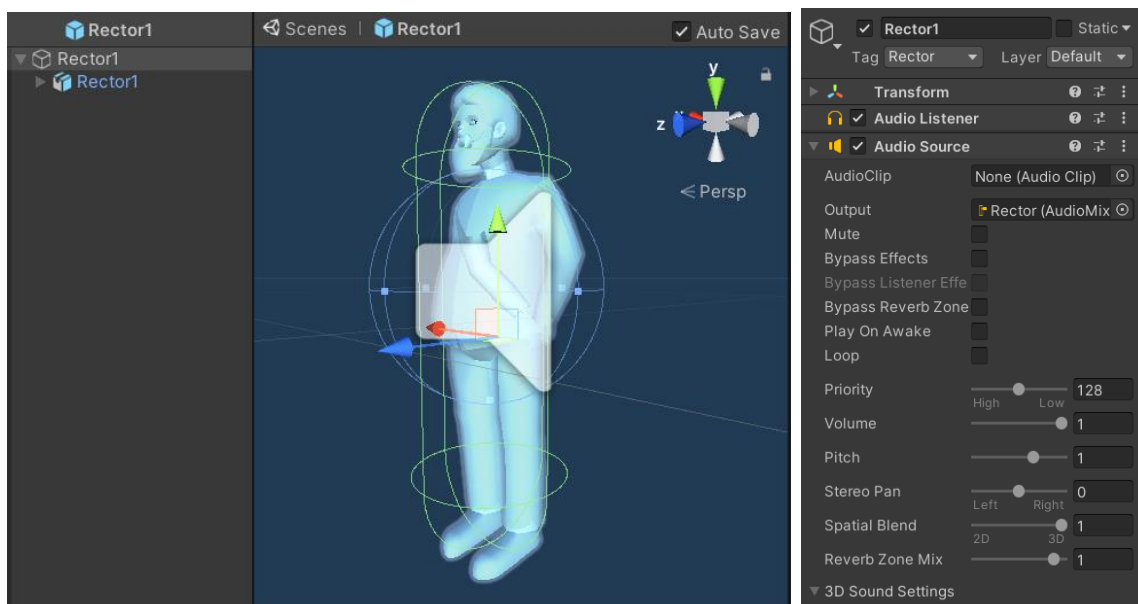 Rector1
Rector1
Rector1
Scenes | Rector1
Auto Save
y
z
x
Persp
Rector1 Static
Tag Rector Layer Default
Transform
Audio Listener
Audio Source
AudioClip None (Audio Clip)
Output Rector (AudioMix
Mute
Bypass Effects
Bypass Listener Effe
Bypass Reverb Zone
Play On Awake
Loop
Priority 128
High Low
Volume 1
Pitch 1
Stereo Pan 0
Left Right
Spatial Blend 1
2D 3D
Reverb Zone Mix 1
3D Sound Settings